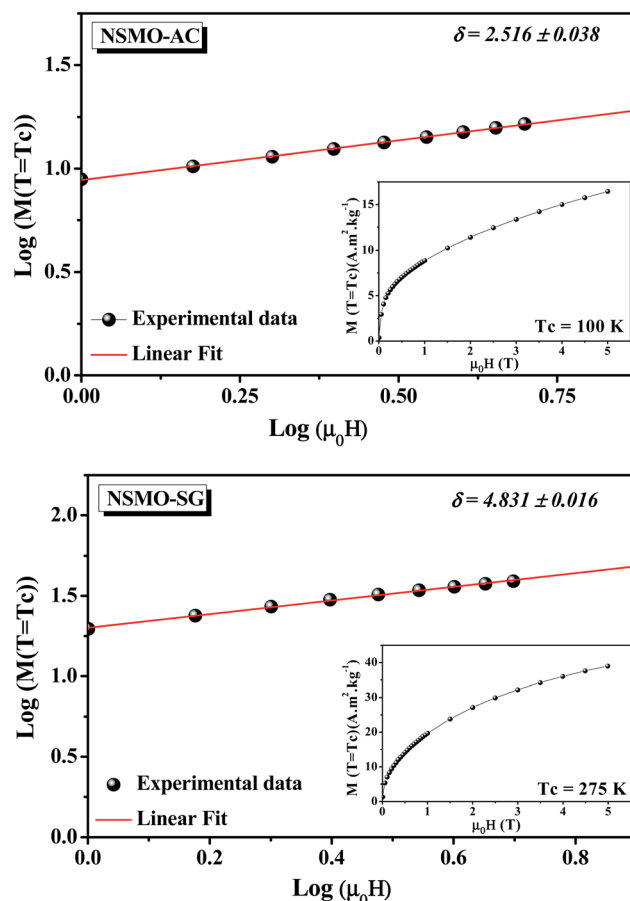 NSMO-AC
δ = 2.516 ± 0.038
Log (M(T=Tc))
1.5
1.0
0.5
0.0
Experimental data
Linear Fit
M (T=Tc)(A.m².kg⁻¹)
15
10
5
0
0 1 2 3 4 5
μ₀H (T)
Tc = 100 K
0.00 0.25 0.50 0.75
Log (μ₀H)
NSMO-SG
δ = 4.831 ± 0.016
Log (M(T=Tc))
2.0
1.5
1.0
0.5
0.0
Experimental data
Linear Fit
M (T=Tc)(A.m².kg⁻¹)
40
30
20
10
0
0 1 2 3 4 5
μ₀H (T)
Tc = 275 K
0.0 0.2 0.4 0.6 0.8
Log (μ₀H)